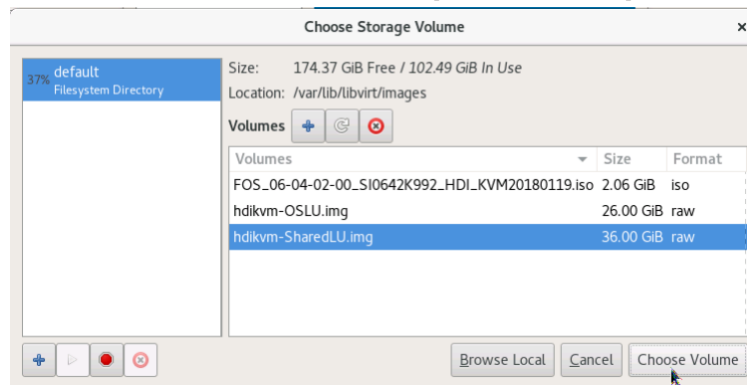 Choose Storage Volume ×
37% default
Filesystem Directory
Size: 174.37 GiB Free / 102.49 GiB In Use
Location: /var/lib/libvirt/images
Volumes
Volumes Size Format
FOS_06-04-02-00_SI0642K992_HDI_KVM20180119.iso 2.06 GiB iso
hdikvm-OSLU.img 26.00 GiB raw
hdikvm-SharedLU.img 36.00 GiB raw
Browse Local Cancel Choose Volume